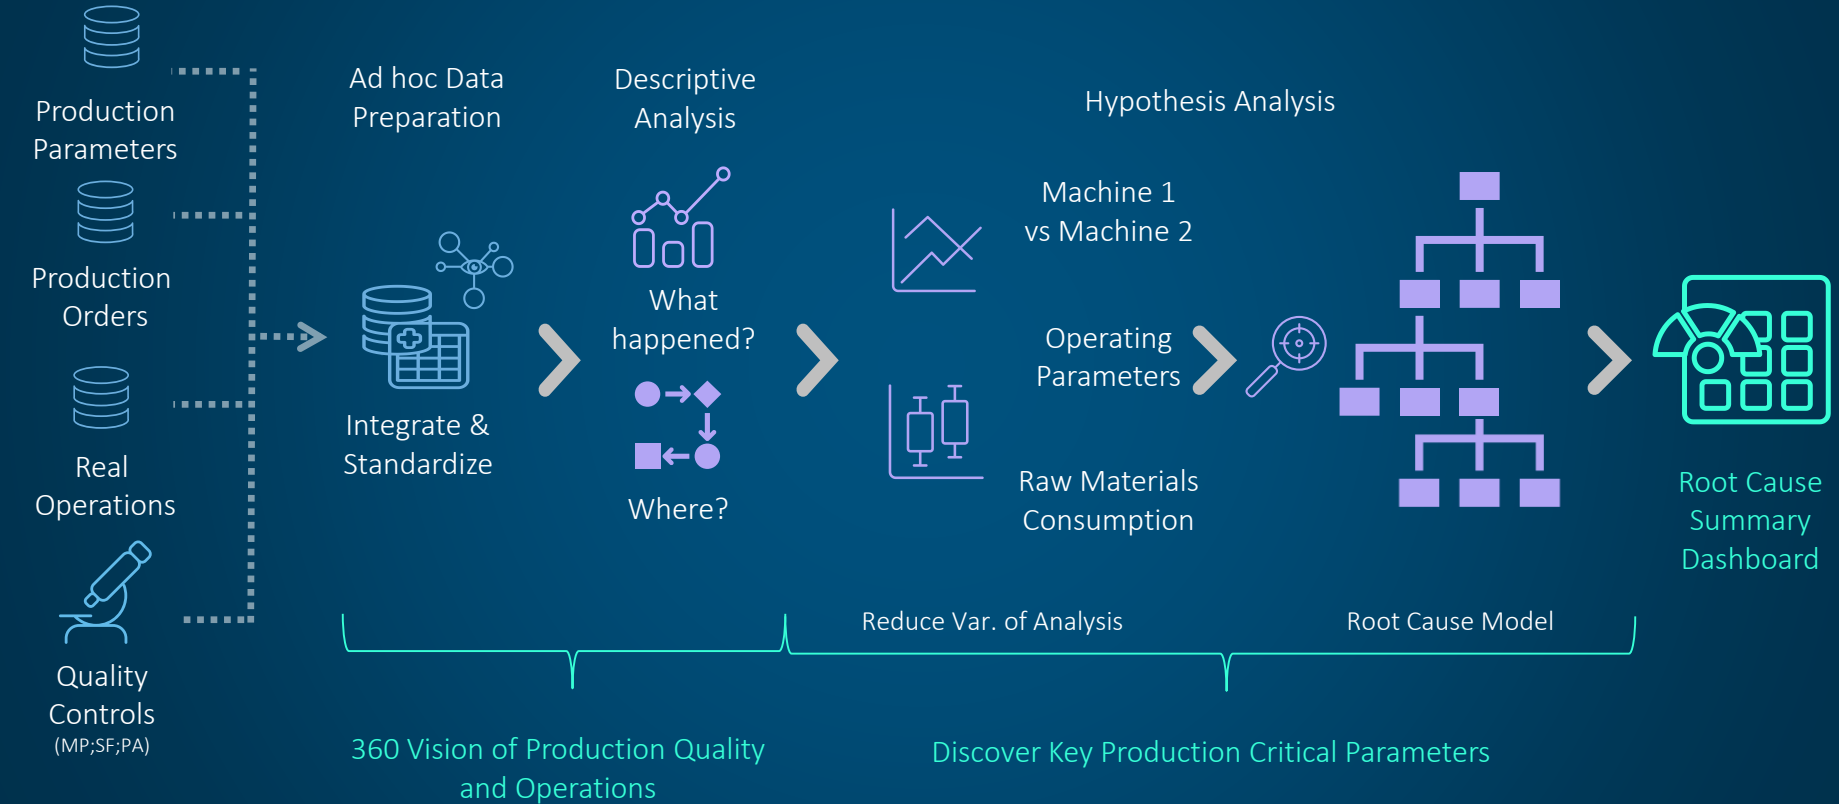 Production
Parameters
Production
Orders
Real
Operations
Quality
Controls
(MP;SF;PA)
Ad hoc Data
Preparation
Integrate &
Standardize
Descriptive
Analysis
What
happened?
Where?
Hypothesis Analysis
Machine 1
vs Machine 2
Operating
Parameters
Raw Materials
Consumption
Reduce Var. of Analysis
Root Cause Model
Root Cause
Summary
Dashboard
360 Vision of Production Quality
and Operations
Discover Key Production Critical Parameters